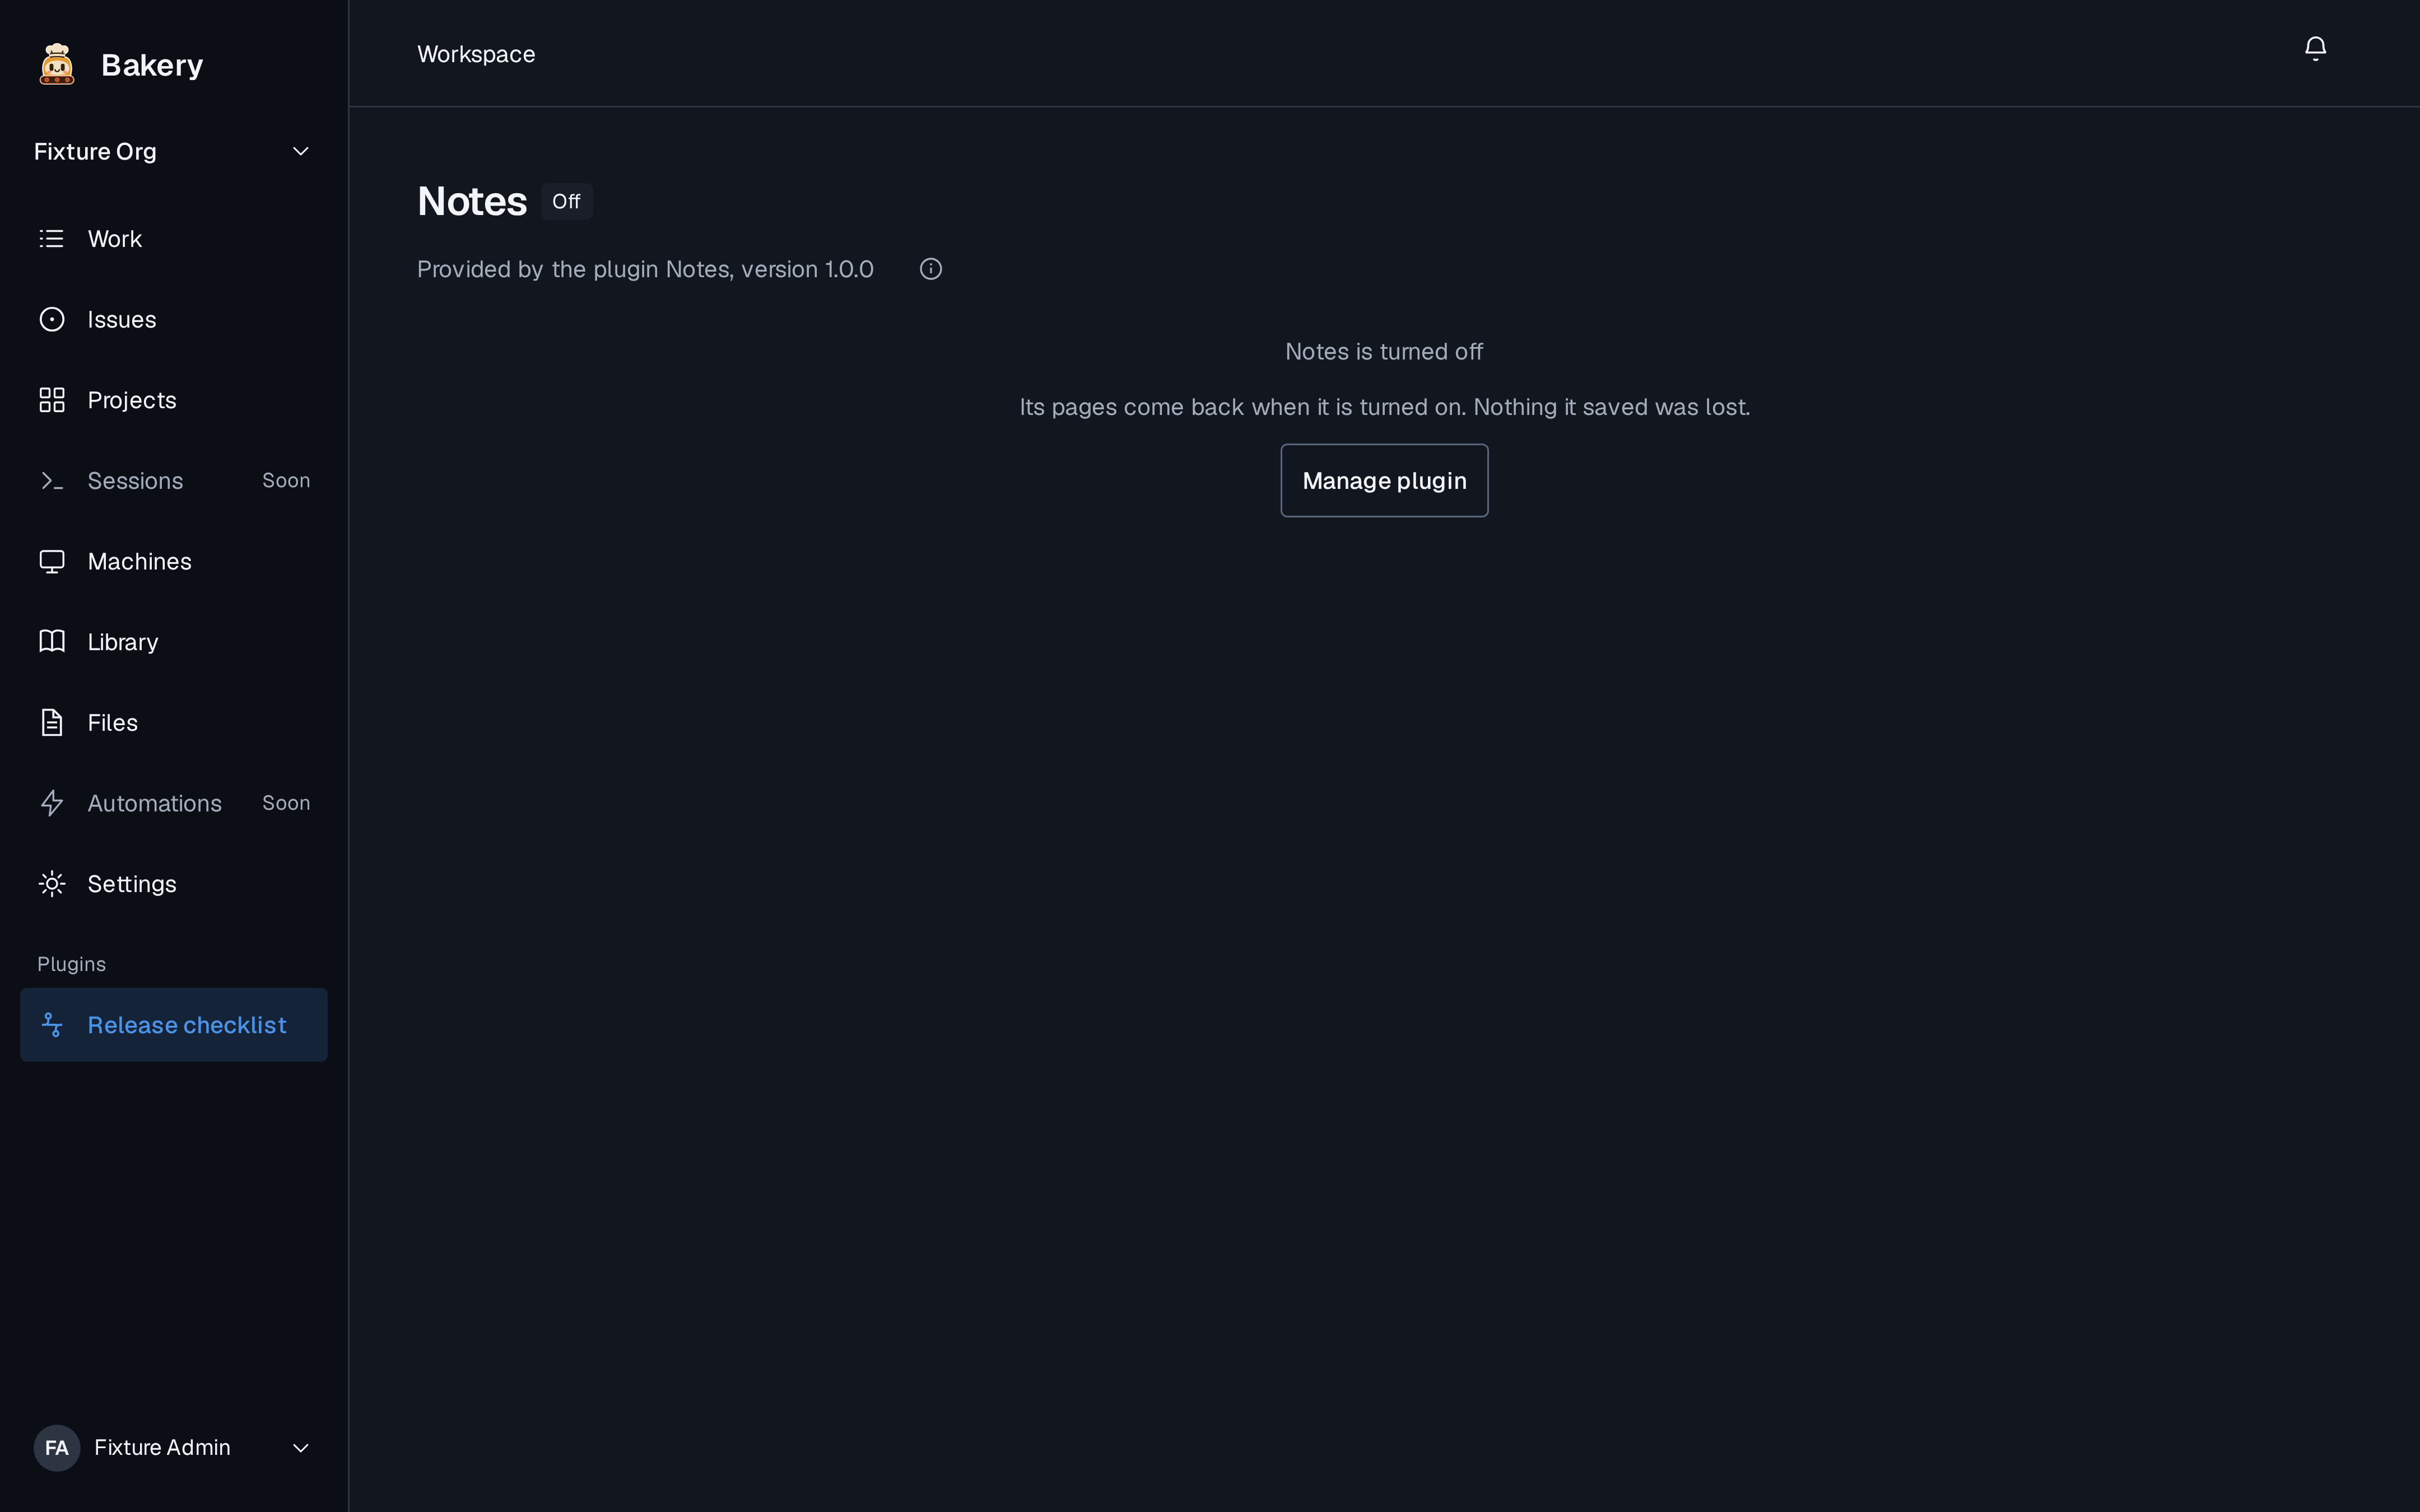 Bakery
Fixture Org
Work
Issues
Projects
Sessions Soon
Machines
Library
Files
Automations Soon
Settings
Plugins
Release checklist
FA Fixture Admin
Workspace
Notes Off
Provided by the plugin Notes, version 1.0.0
Notes is turned off
Its pages come back when it is turned on. Nothing it saved was lost.
Manage plugin